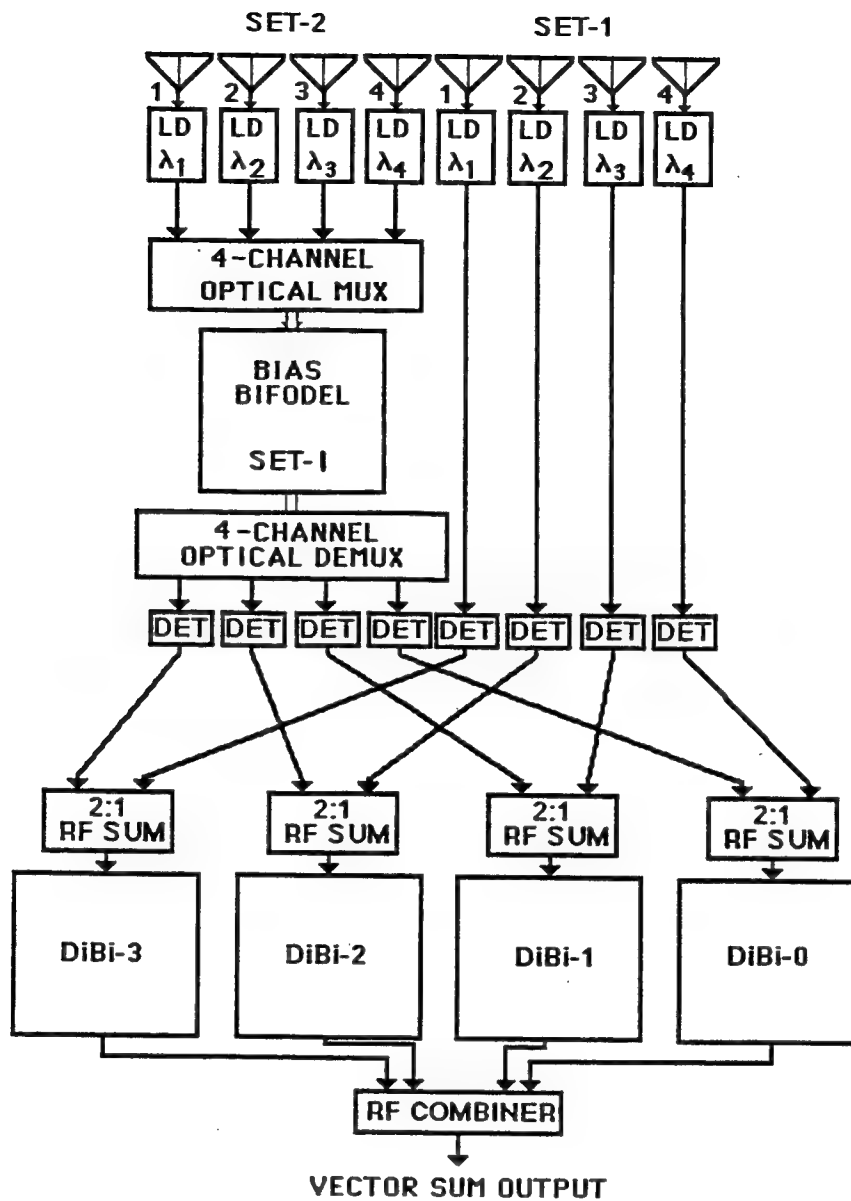 SET-2 SET-1
1 2 3 4 1 2 3 4
LD LD LD LD LD LD LD LD
λ1 λ2 λ3 λ4 λ1 λ2 λ3 λ4
4-CHANNEL
OPTICAL MUX
BIAS
BIFODEL
SET-1
4-CHANNEL
OPTICAL DEMUX
DET DET DET DET DET DET DET DET
2:1 2:1 2:1 2:1
RF SUM RF SUM RF SUM RF SUM
DiBi-3 DiBi-2 DiBi-1 DiBi-0
RF COMBINER
VECTOR SUM OUTPUT